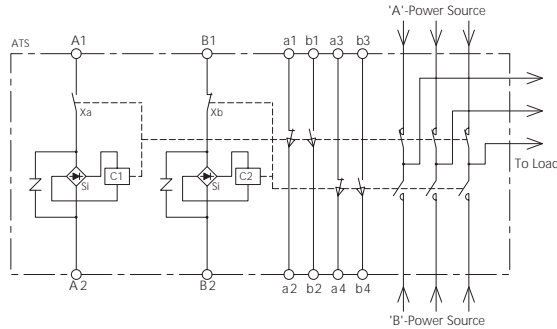 'A'-Power Source
ATS
A1 B1 a1 b1 a3 b3
Xa Xb
Si C1 Si C2
To Load
A2 B2 a2 b2 a4 b4
'B'-Power Source